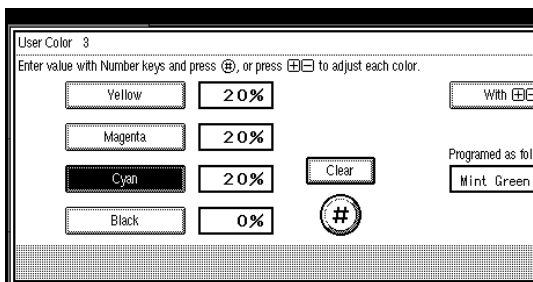 User Color 3
Enter value with Number keys and press #, or press ⊞⊟ to adjust each color.
Yellow 20%
With ⊞⊟
Magenta 20%
Programed as fol
Cyan 20%
Clear
Mint Green
Black 0%
#